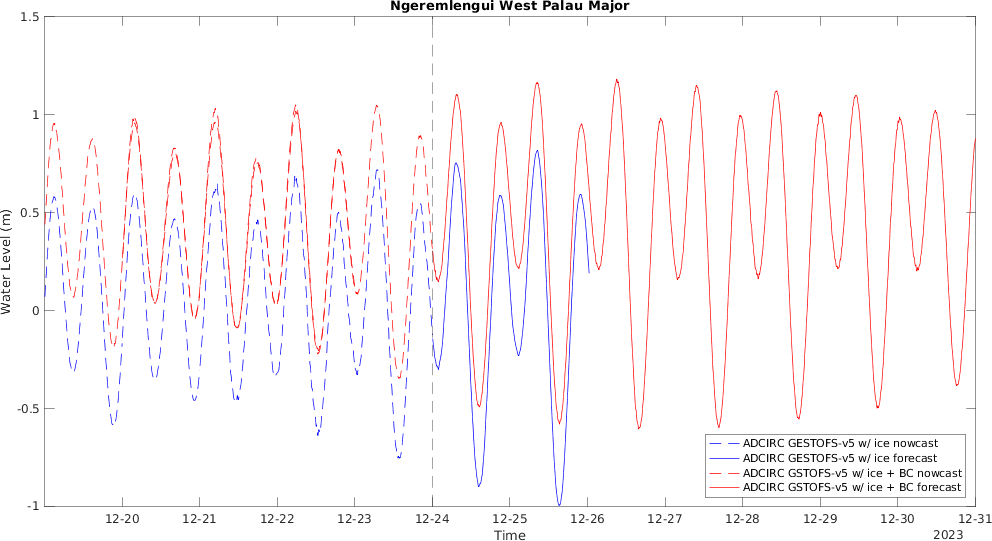 Ngeremlengui West Palau Major
1.5
1
0.5
0
-0.5
-1
Water Level (m)
12-20
12-21
12-22
12-23
12-24
12-25
12-26
12-27
12-28
12-29
12-30
12-31
Time
2023
ADCIRC GESTOFS-v5 w/ ice nowcast
ADCIRC GESTOFS-v5 w/ ice forecast
ADCIRC GSTOFS-v5 w/ ice + BC nowcast
ADCIRC GSTOFS-v5 w/ ice + BC forecast